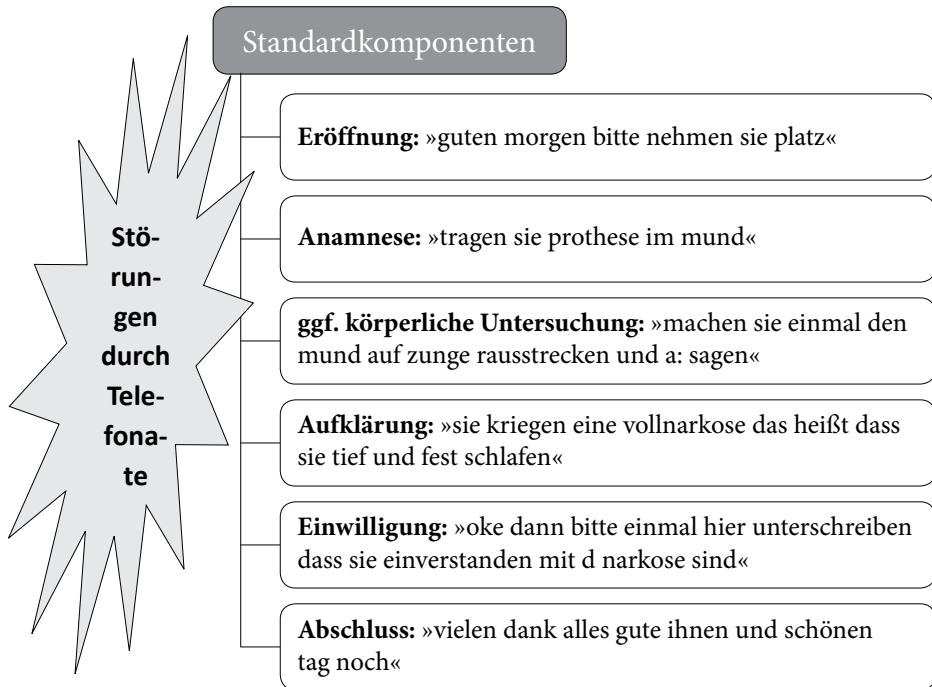 Standardkomponenten
Stö-
run-
gen
durch
Tele-
fona-
te
Eröffnung: »guten morgen bitte nehmen sie platz«
Anamnese: »tragen sie prothese im mund«
ggf. körperliche Untersuchung: »machen sie einmal den
mund auf zunge rausstrecken und a: sagen«
Aufklärung: »sie kriegen eine vollnarkose das heißt dass
sie tief und fest schlafen«
Einwilligung: »oke dann bitte einmal hier unterschreiben
dass sie einverstanden mit d narkose sind«
Abschluss: »vielen dank alles gute ihnen und schönen
tag noch«